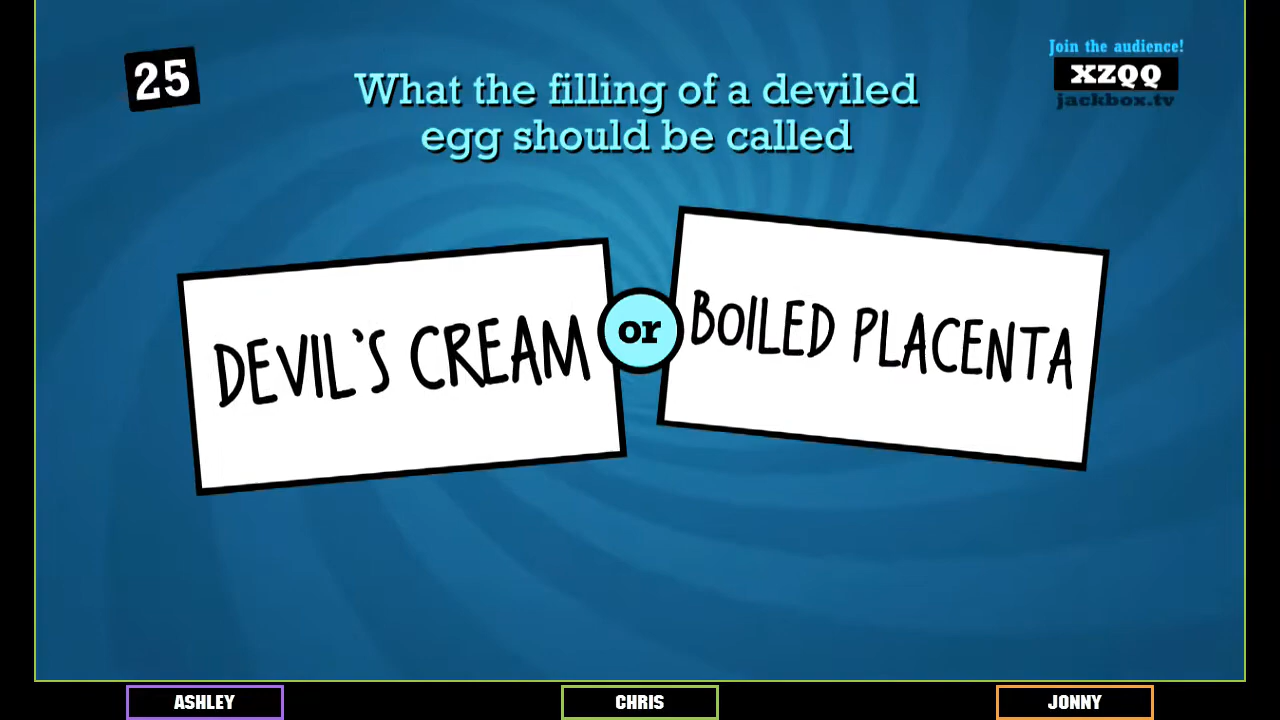 25
What the filling of a deviled
egg should be called
Join the audience!
XZQQ
jackbox.tv
DEVIL'S CREAM
or
BOILED PLACENTA
ASHLEY
CHRIS
JONNY